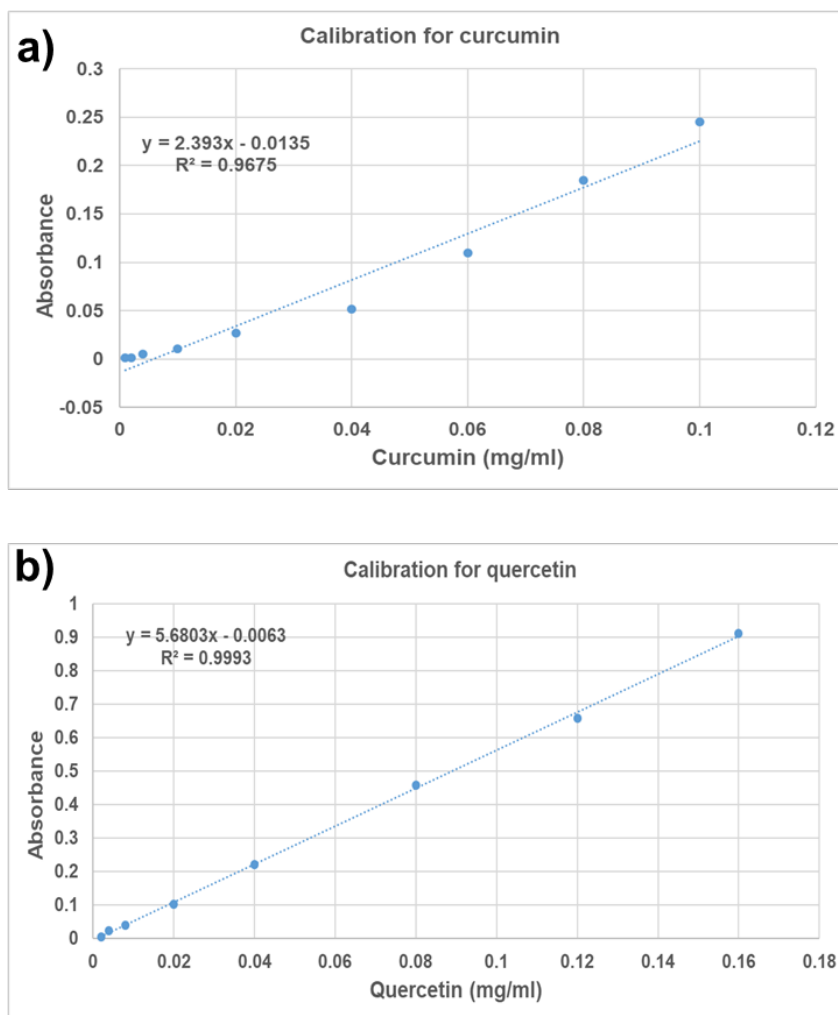 a)
Calibration for curcumin
0.3
0.25
y = 2.393x - 0.0135
R² = 0.9675
0.2
0.15
0.1
0.05
0
-0.05
Absorbance
0 0.02 0.04 0.06 0.08 0.1 0.12
Curcumin (mg/ml)
b)
Calibration for quercetin
1
0.9
y = 5.6803x - 0.0063
R² = 0.9993
0.8
0.7
0.6
0.5
0.4
0.3
0.2
0.1
0
Absorbance
0 0.02 0.04 0.06 0.08 0.1 0.12 0.14 0.16 0.18
Quercetin (mg/ml)